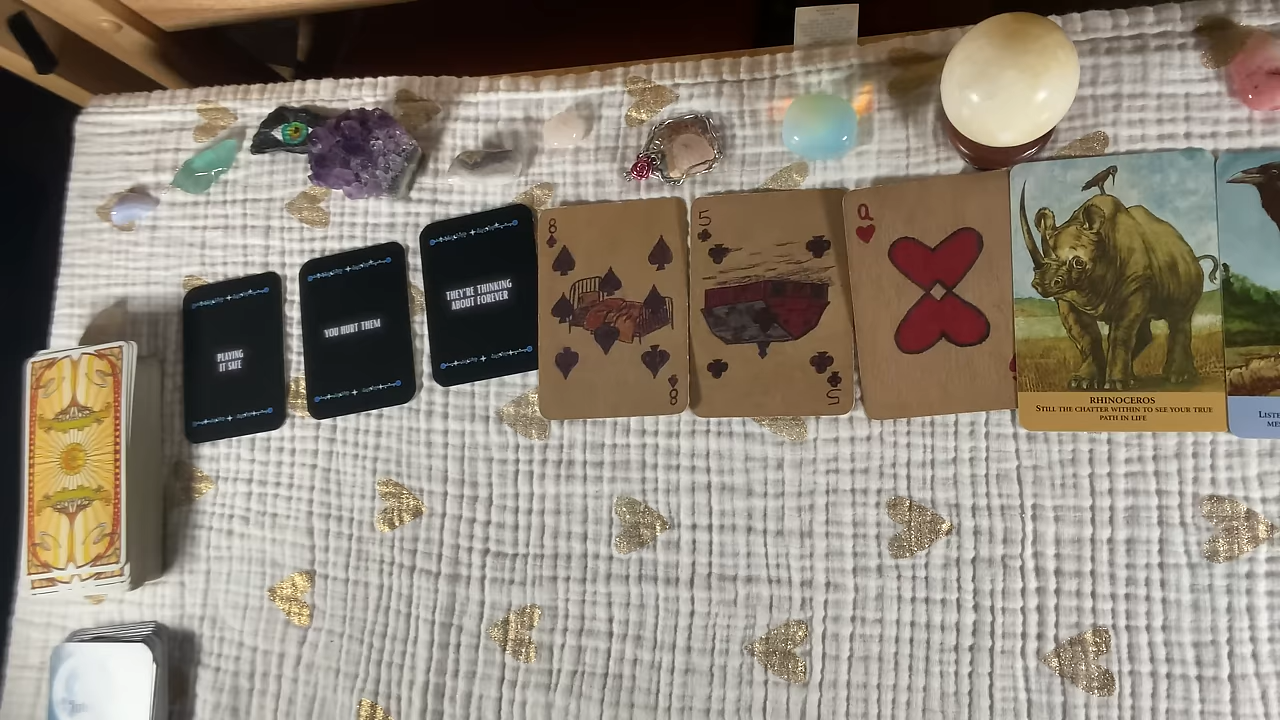 PLAYING
IT SAFE
YOU HURT THEM
THEY'RE THINKING
ABOUT FOREVER
8
8
5
5
Q
RHINOCEROS
STILL THE CHATTER WITHIN TO SEE YOUR TRUE
PATH IN LIFE